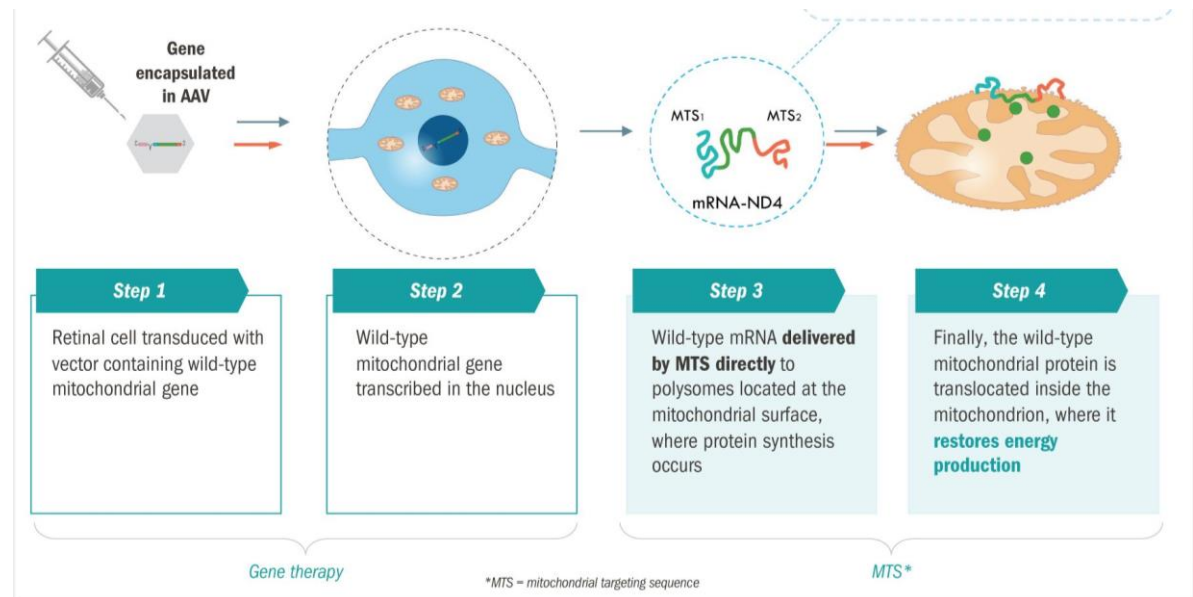 Gene
encapsulated
in AAV
MTS1
MTS2
mRNA-ND4
Step 1
Retinal cell transduced with
vector containing wild-type
mitochondrial gene
Step 2
Wild-type
mitochondrial gene
transcribed in the nucleus
Step 3
Wild-type mRNA delivered
by MTS directly to
polysomes located at the
mitochondrial surface,
where protein synthesis
occurs
Step 4
Finally, the wild-type
mitochondrial protein is
translocated inside the
mitochondrion, where it
restores energy
production
Gene therapy
*MTS = mitochondrial targeting sequence
MTS*